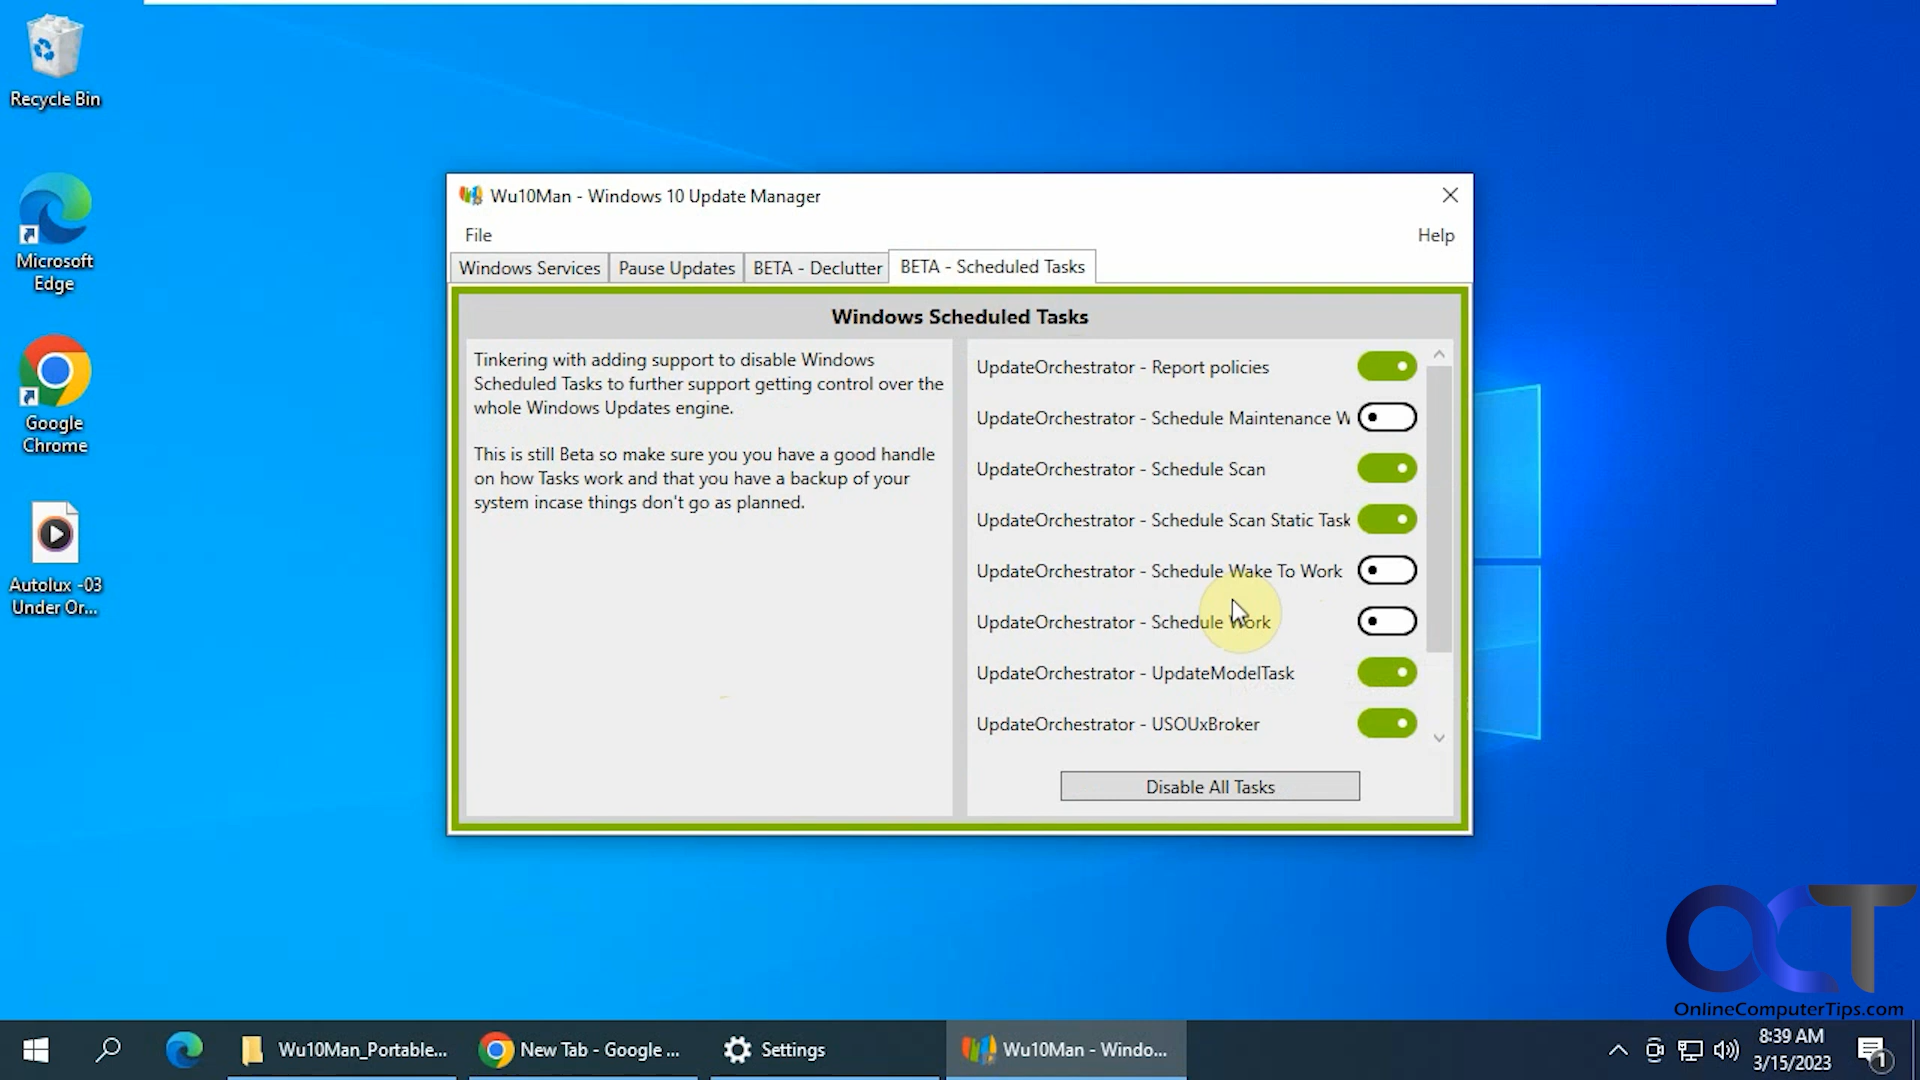 Recycle Bin
Microsoft
Edge
Google
Chrome
Autolux -03
Under Or...
Wu10Man - Windows 10 Update Manager
File
Help
Windows Services
Pause Updates
BETA - Declutter
BETA - Scheduled Tasks
Windows Scheduled Tasks
Tinkering with adding support to disable Windows
Scheduled Tasks to further support getting control over the
whole Windows Updates engine.
This is still Beta so make sure you you have a good handle
on how Tasks work and that you have a backup of your
system incase things don't go as planned.
UpdateOrchestrator - Report policies
UpdateOrchestrator - Schedule Maintenance W
UpdateOrchestrator - Schedule Scan
UpdateOrchestrator - Schedule Scan Static Task
UpdateOrchestrator - Schedule Wake To Work
UpdateOrchestrator - Schedule Work
UpdateOrchestrator - UpdateModelTask
UpdateOrchestrator - USOUxBroker
Disable All Tasks
OCT
OnlineComputerTips.com
Wu10Man_Portable...
New Tab - Google ...
Settings
Wu10Man - Windo...
8:39 AM
3/15/2023
1